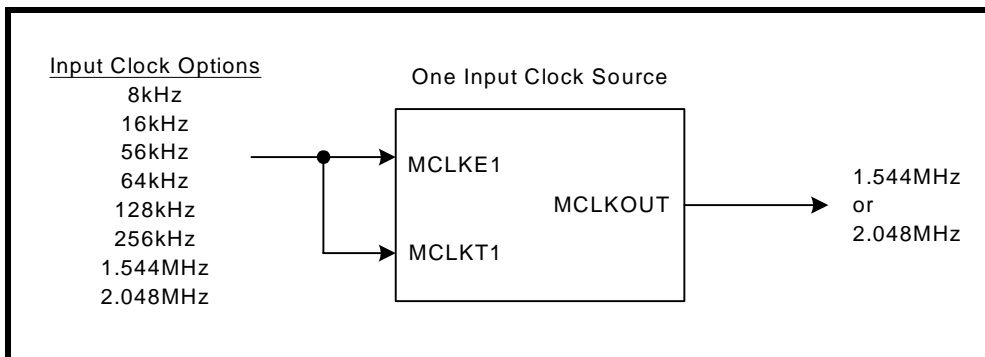 Input Clock Options
8kHz
16kHz
56kHz
64kHz
128kHz
256kHz
1.544MHz
2.048MHz
One Input Clock Source
MCLKE1
MCLKT1
MCLKOUT
1.544MHz
or
2.048MHz